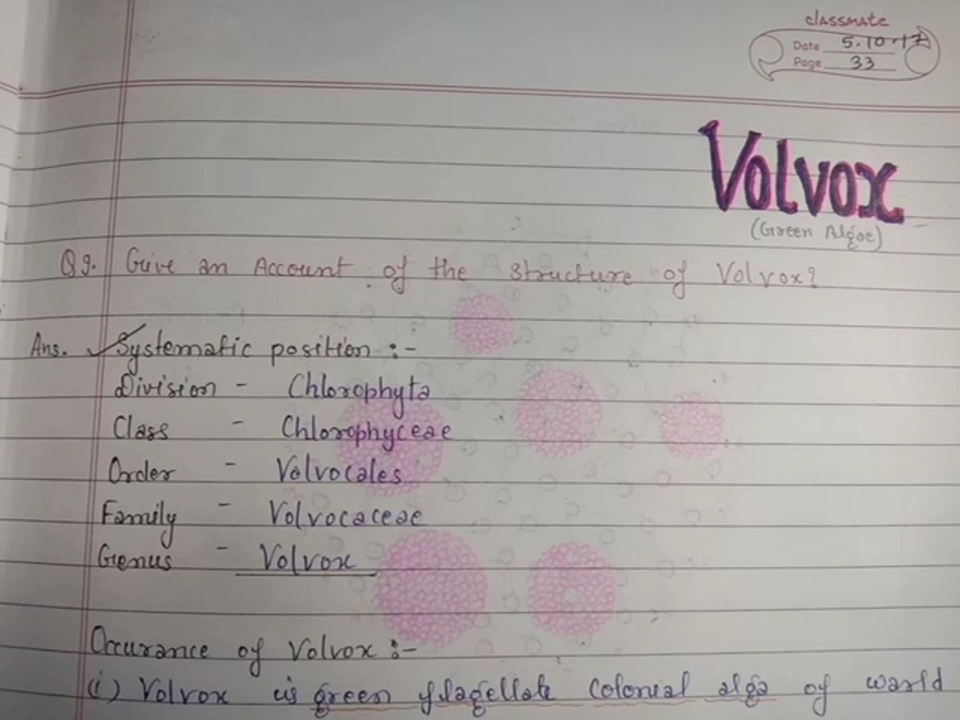 classmate
Date 5.10.17
Page 33
Volvox
(Green Algae)
Q9. Give an Account of the structure of Volvox?
Ans. Systematic position :-
Division - Chlorophyta
Class - Chlorophyceae
Order - Volvocales
Family - Volvocaceae
Genus - Volvox
Occurance of Volvox :-
(i) Volvox is green flagellate colonial alga of world